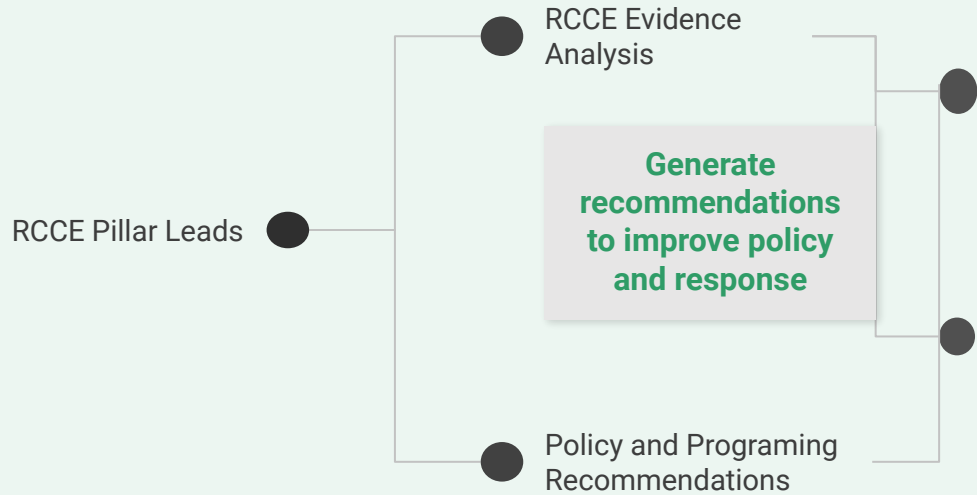 RCCE Evidence
Analysis
Generate
recommendations
to improve policy
and response
RCCE Pillar Leads
Policy and Programing
Recommendations